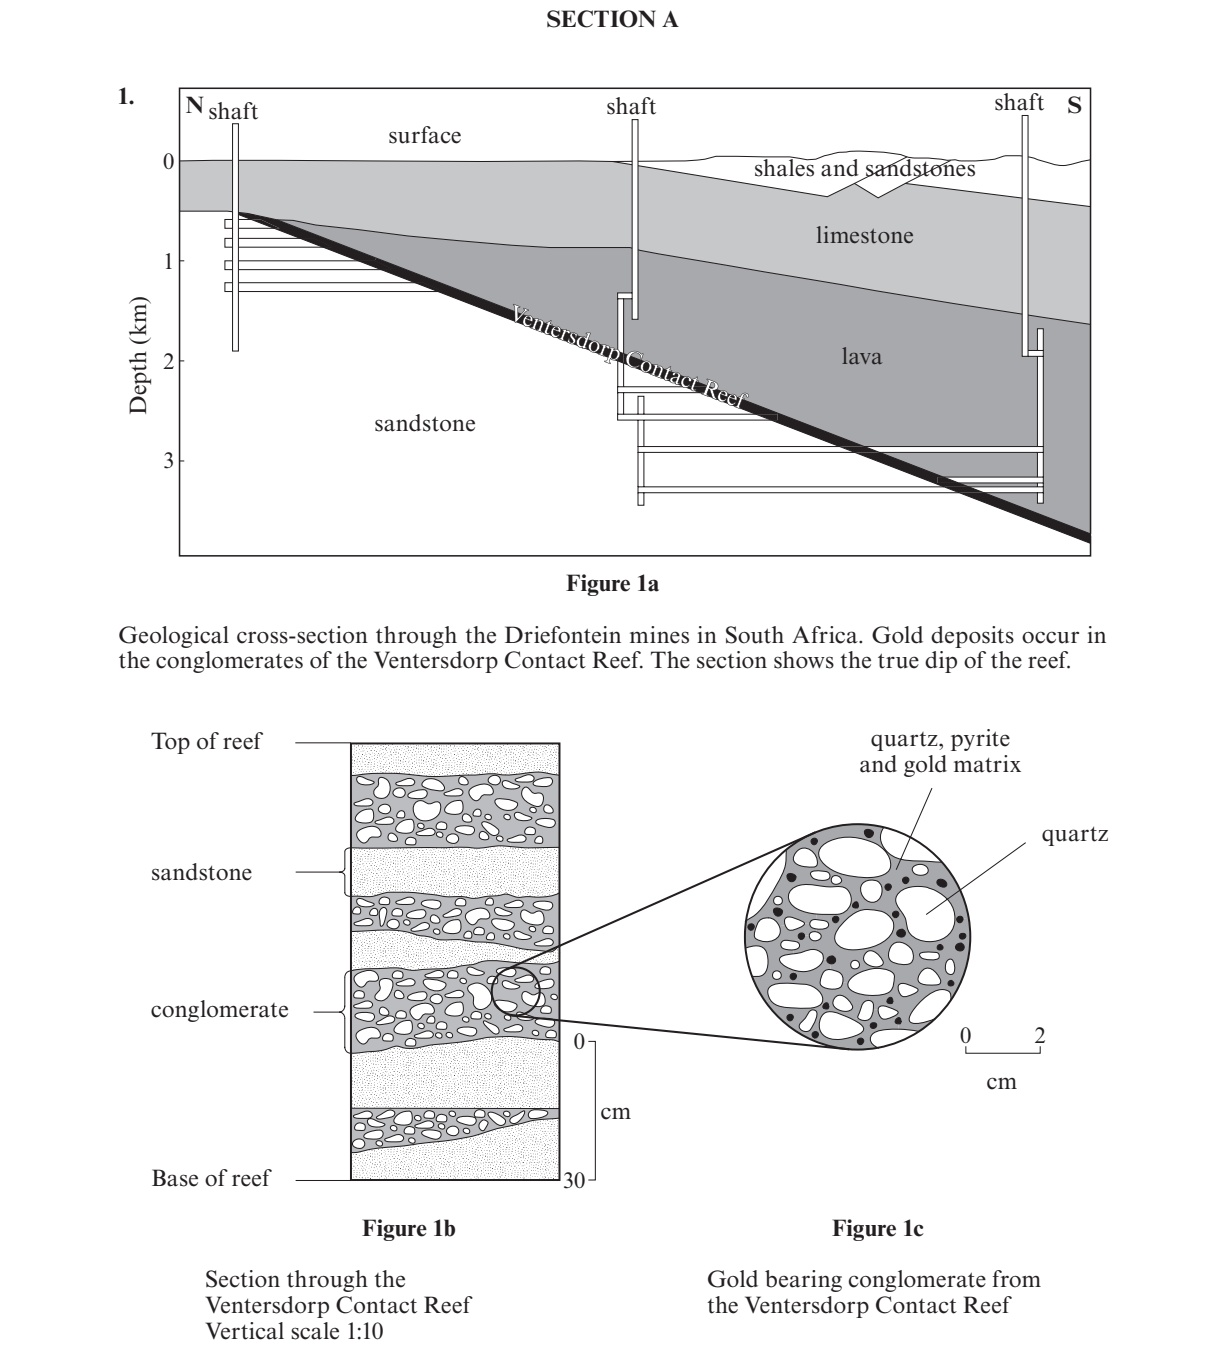 SECTION A
1.
N shaft
shaft
shaft S
surface
0
shales and sandstones
limestone
1
Depth (km)
Ventersdorp Contact Reef
2
lava
sandstone
3
Figure 1a
Geological cross-section through the Driefontein mines in South Africa. Gold deposits occur in
the conglomerates of the Ventersdorp Contact Reef. The section shows the true dip of the reef.
Top of reef
sandstone
conglomerate
0
cm
Base of reef
30
Figure 1b
Section through the
Ventersdorp Contact Reef
Vertical scale 1:10
quartz, pyrite
and gold matrix
quartz
0 2
cm
Figure 1c
Gold bearing conglomerate from
the Ventersdorp Contact Reef